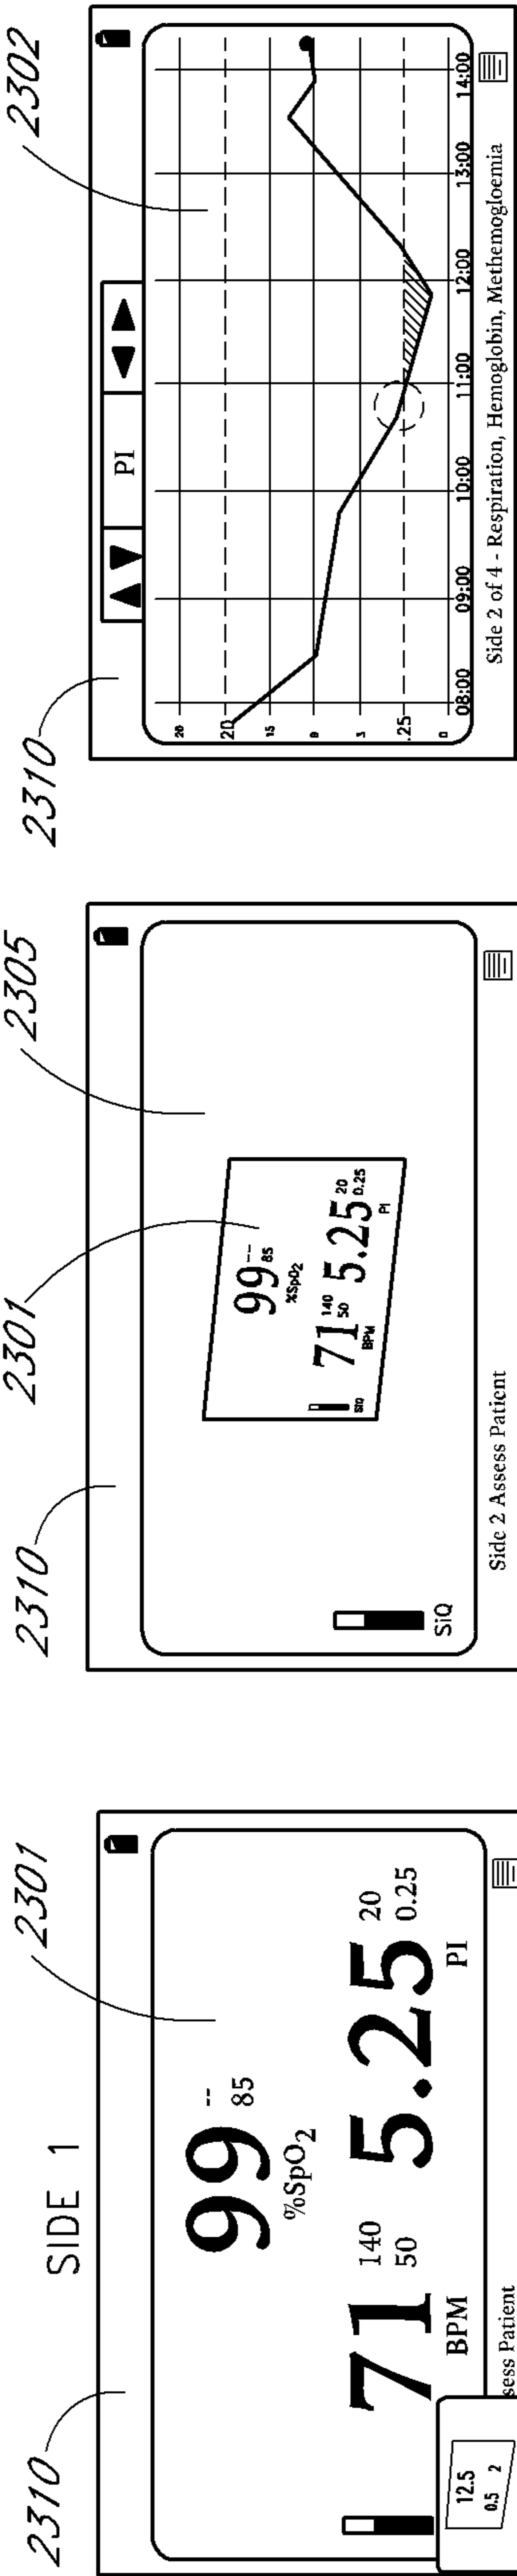 SIDE 1
2310
2301
99
--
85
%SpO₂
71
140
50
BPM
5.25
20
0.25
PI
12.5
0.5 2
sess Patient
2310
2301
2305
99
--
85
%SpO₂
71
140
50
BPM
5.25
20
0.25
PI
SIQ
SiQ
Side 2 Assess Patient
2310
2302
PI
20
15
.25
0
08:00 09:00 10:00 11:00 12:00 13:00 14:00
Side 2 of 4 - Respiration, Hemoglobin, Methemogloemia